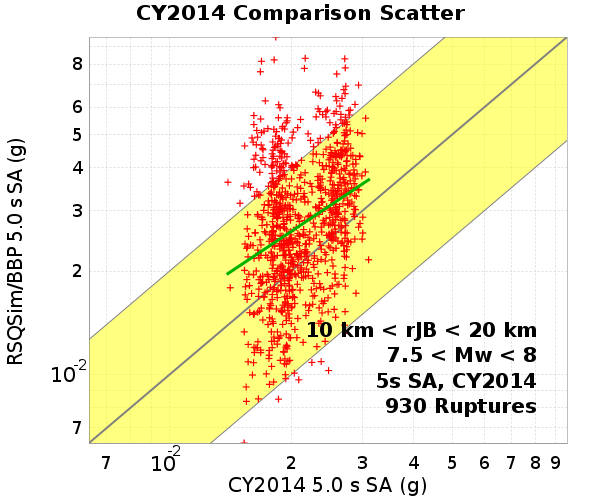 CY2014 Comparison Scatter
RSQSim/BBP 5.0 s SA (g)
8
6
5
4
3
2
10-2
7
10 km < rJB < 20 km
7.5 < Mw < 8
5s SA, CY2014
930 Ruptures
7 10-2 2 3 4 5 6 7 8 9
CY2014 5.0 s SA (g)